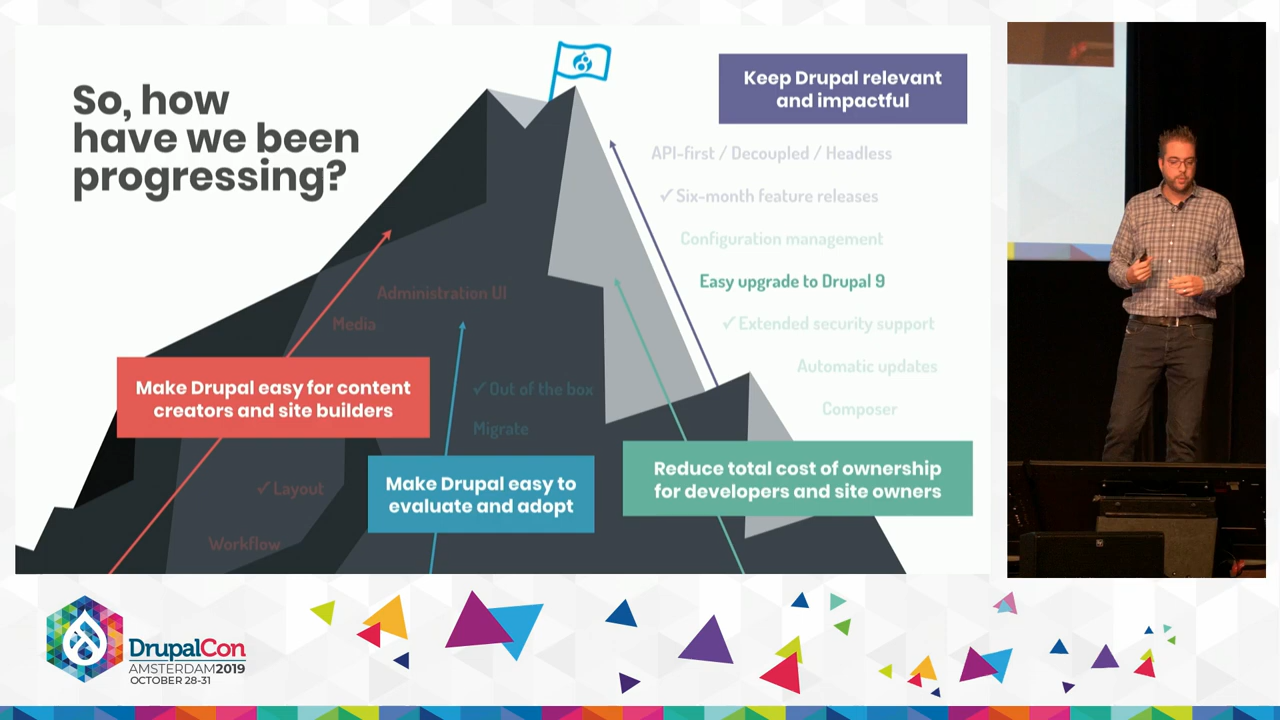 So, how
have we been
progressing?
Keep Drupal relevant
and impactful
API-first / Decoupled / Headless
✓ Six-month feature releases
Configuration management
Easy upgrade to Drupal 9
✓ Extended security support
Automatic updates
Composer
Administration UI
Media
Make Drupal easy for content
creators and site builders
✓ Out of the box
Migrate
✓ Layout
Workflow
Make Drupal easy to
evaluate and adopt
Reduce total cost of ownership
for developers and site owners
DrupalCon
AMSTERDAM2019
OCTOBER 28-31